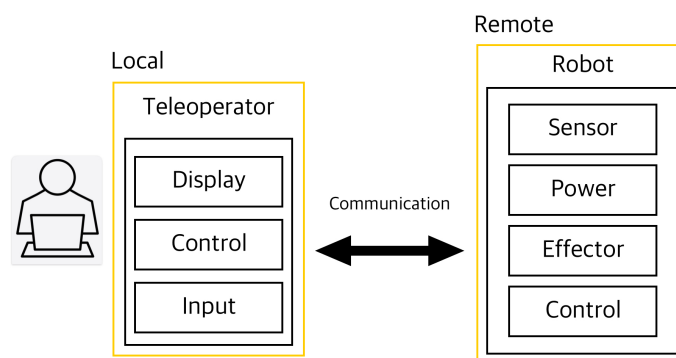 Local
Teleoperator
Display
Control
Input
Communication
Remote
Robot
Sensor
Power
Effector
Control